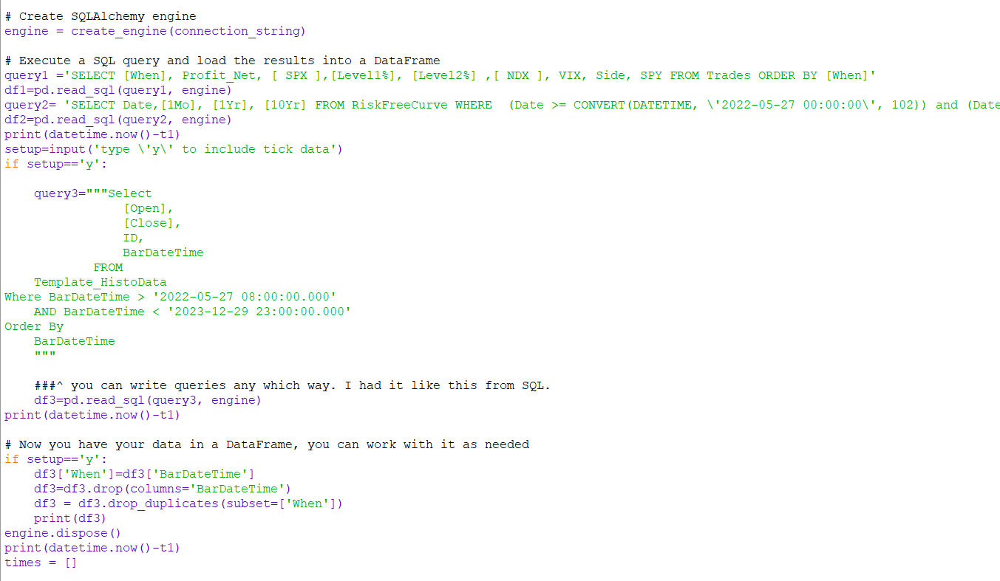 # Create SQLAlchemy engine
engine = create_engine(connection_string)
# Execute a SQL query and load the results into a DataFrame
query1 ='SELECT [When], Profit_Net, [ SPX ],[Level1%], [Level2%] ,[ NDX ], VIX, Side, SPY FROM Trades ORDER BY [When]'
df1=pd.read_sql(query1, engine)
query2= 'SELECT Date,[1Mo], [1Yr], [10Yr] FROM RiskFreeCurve WHERE  (Date >= CONVERT(DATETIME, \'2022-05-27 00:00:00\', 102)) and (Date
df2=pd.read_sql(query2, engine)
print(datetime.now()-t1)
setup=input('type \'y\' to include tick data')
if setup=='y':
    query3="""Select
                [Open],
                [Close],
                ID,
                BarDateTime
            FROM
    Template_HistoData
Where BarDateTime > '2022-05-27 08:00:00.000'
    AND BarDateTime < '2023-12-29 23:00:00.000'
Order By
    BarDateTime
    """
    ###^ you can write queries any which way. I had it like this from SQL.
    df3=pd.read_sql(query3, engine)
print(datetime.now()-t1)
# Now you have your data in a DataFrame, you can work with it as needed
if setup=='y':
    df3['When']=df3['BarDateTime']
    df3=df3.drop(columns='BarDateTime')
    df3 = df3.drop_duplicates(subset=['When'])
    print(df3)
engine.dispose()
print(datetime.now()-t1)
times = []